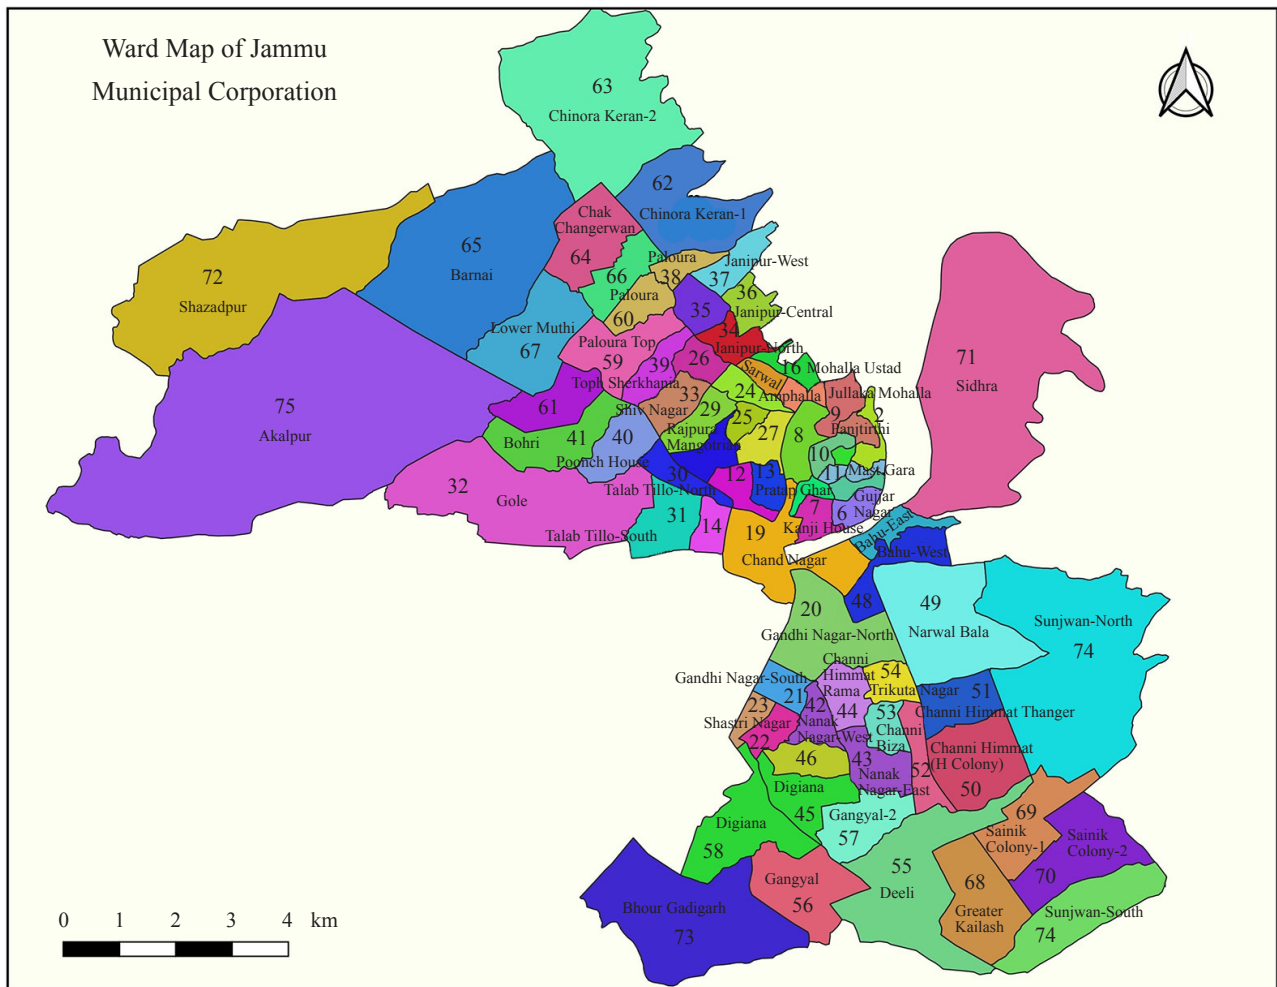 Ward Map of Jammu
Municipal Corporation
63
Chinora Keran-2
62
Chinora Keran-1
Chak
Changerwan
64
65
Barnai
72
Shazadpur
66
Paloura
38
Paloura
60
Janipur-West
37
36
Janipur-Central
35
34
Janipur-North
Lower Muthi
67
Paloura Top
59
39
26
Toph Sherkhania
16
Mohalla Ustad
Sarwal
24
Amphalla
Jullaka Mohalla
9
2
Panjtirthi
71
Sidhra
75
Akalpur
61
33
Shiv Nagar
29
25
27
8
Rajpura
Mangotrian
Bohri
41
40
Poonch House
10
11
Mast Gara
30
12
13
Talab Tillo-North
Pratap Ghar
32
Gole
Gujjar
Nagar
7
6
Kanji House
31
14
Talab Tillo-South
19
Chand Nagar
Bahu-East
Bahu-West
48
20
Gandhi Nagar-North
49
Narwal Bala
Sunjwan-North
74
Channi
Himmat
Rama
44
54
Trikuta Nagar
51
Channi Himmat Thanger
Gandhi Nagar-South
21
23
Shastri Nagar
22
42
Nanak
Nagar-West
53
Channi
Biza
52
Channi Himmat
(H Colony)
50
46
43
Nanak
Nagar-East
Digiana
45
Gangyal-2
57
Digiana
58
69
Sainik
Colony-1
Sainik
Colony-2
70
55
Deeli
68
Greater
Kailash
Gangyal
56
Sunjwan-South
74
Bhour Gadigarh
73
0 1 2 3 4 km